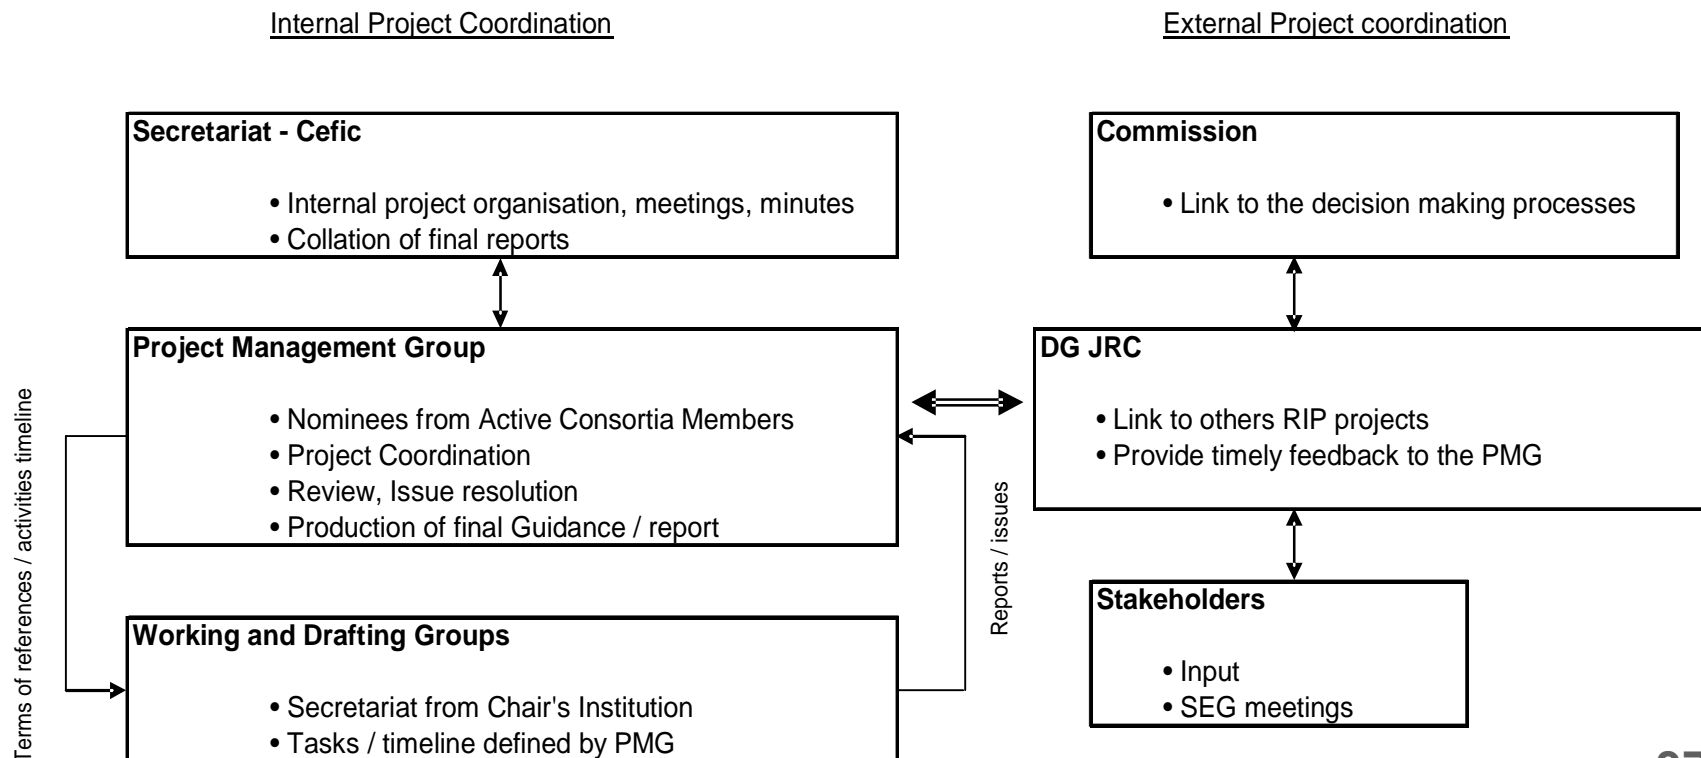 Internal Project Coordination
External Project coordination
Secretariat - Cefic
• Internal project organisation, meetings, minutes
• Collation of final reports
Commission
• Link to the decision making processes
Project Management Group
• Nominees from Active Consortia Members
• Project Coordination
• Review, Issue resolution
• Production of final Guidance / report
DG JRC
• Link to others RIP projects
• Provide timely feedback to the PMG
Terms of references / activities timeline
Reports / issues
Working and Drafting Groups
• Secretariat from Chair's Institution
• Tasks / timeline defined by PMG
Stakeholders
• Input
• SEG meetings